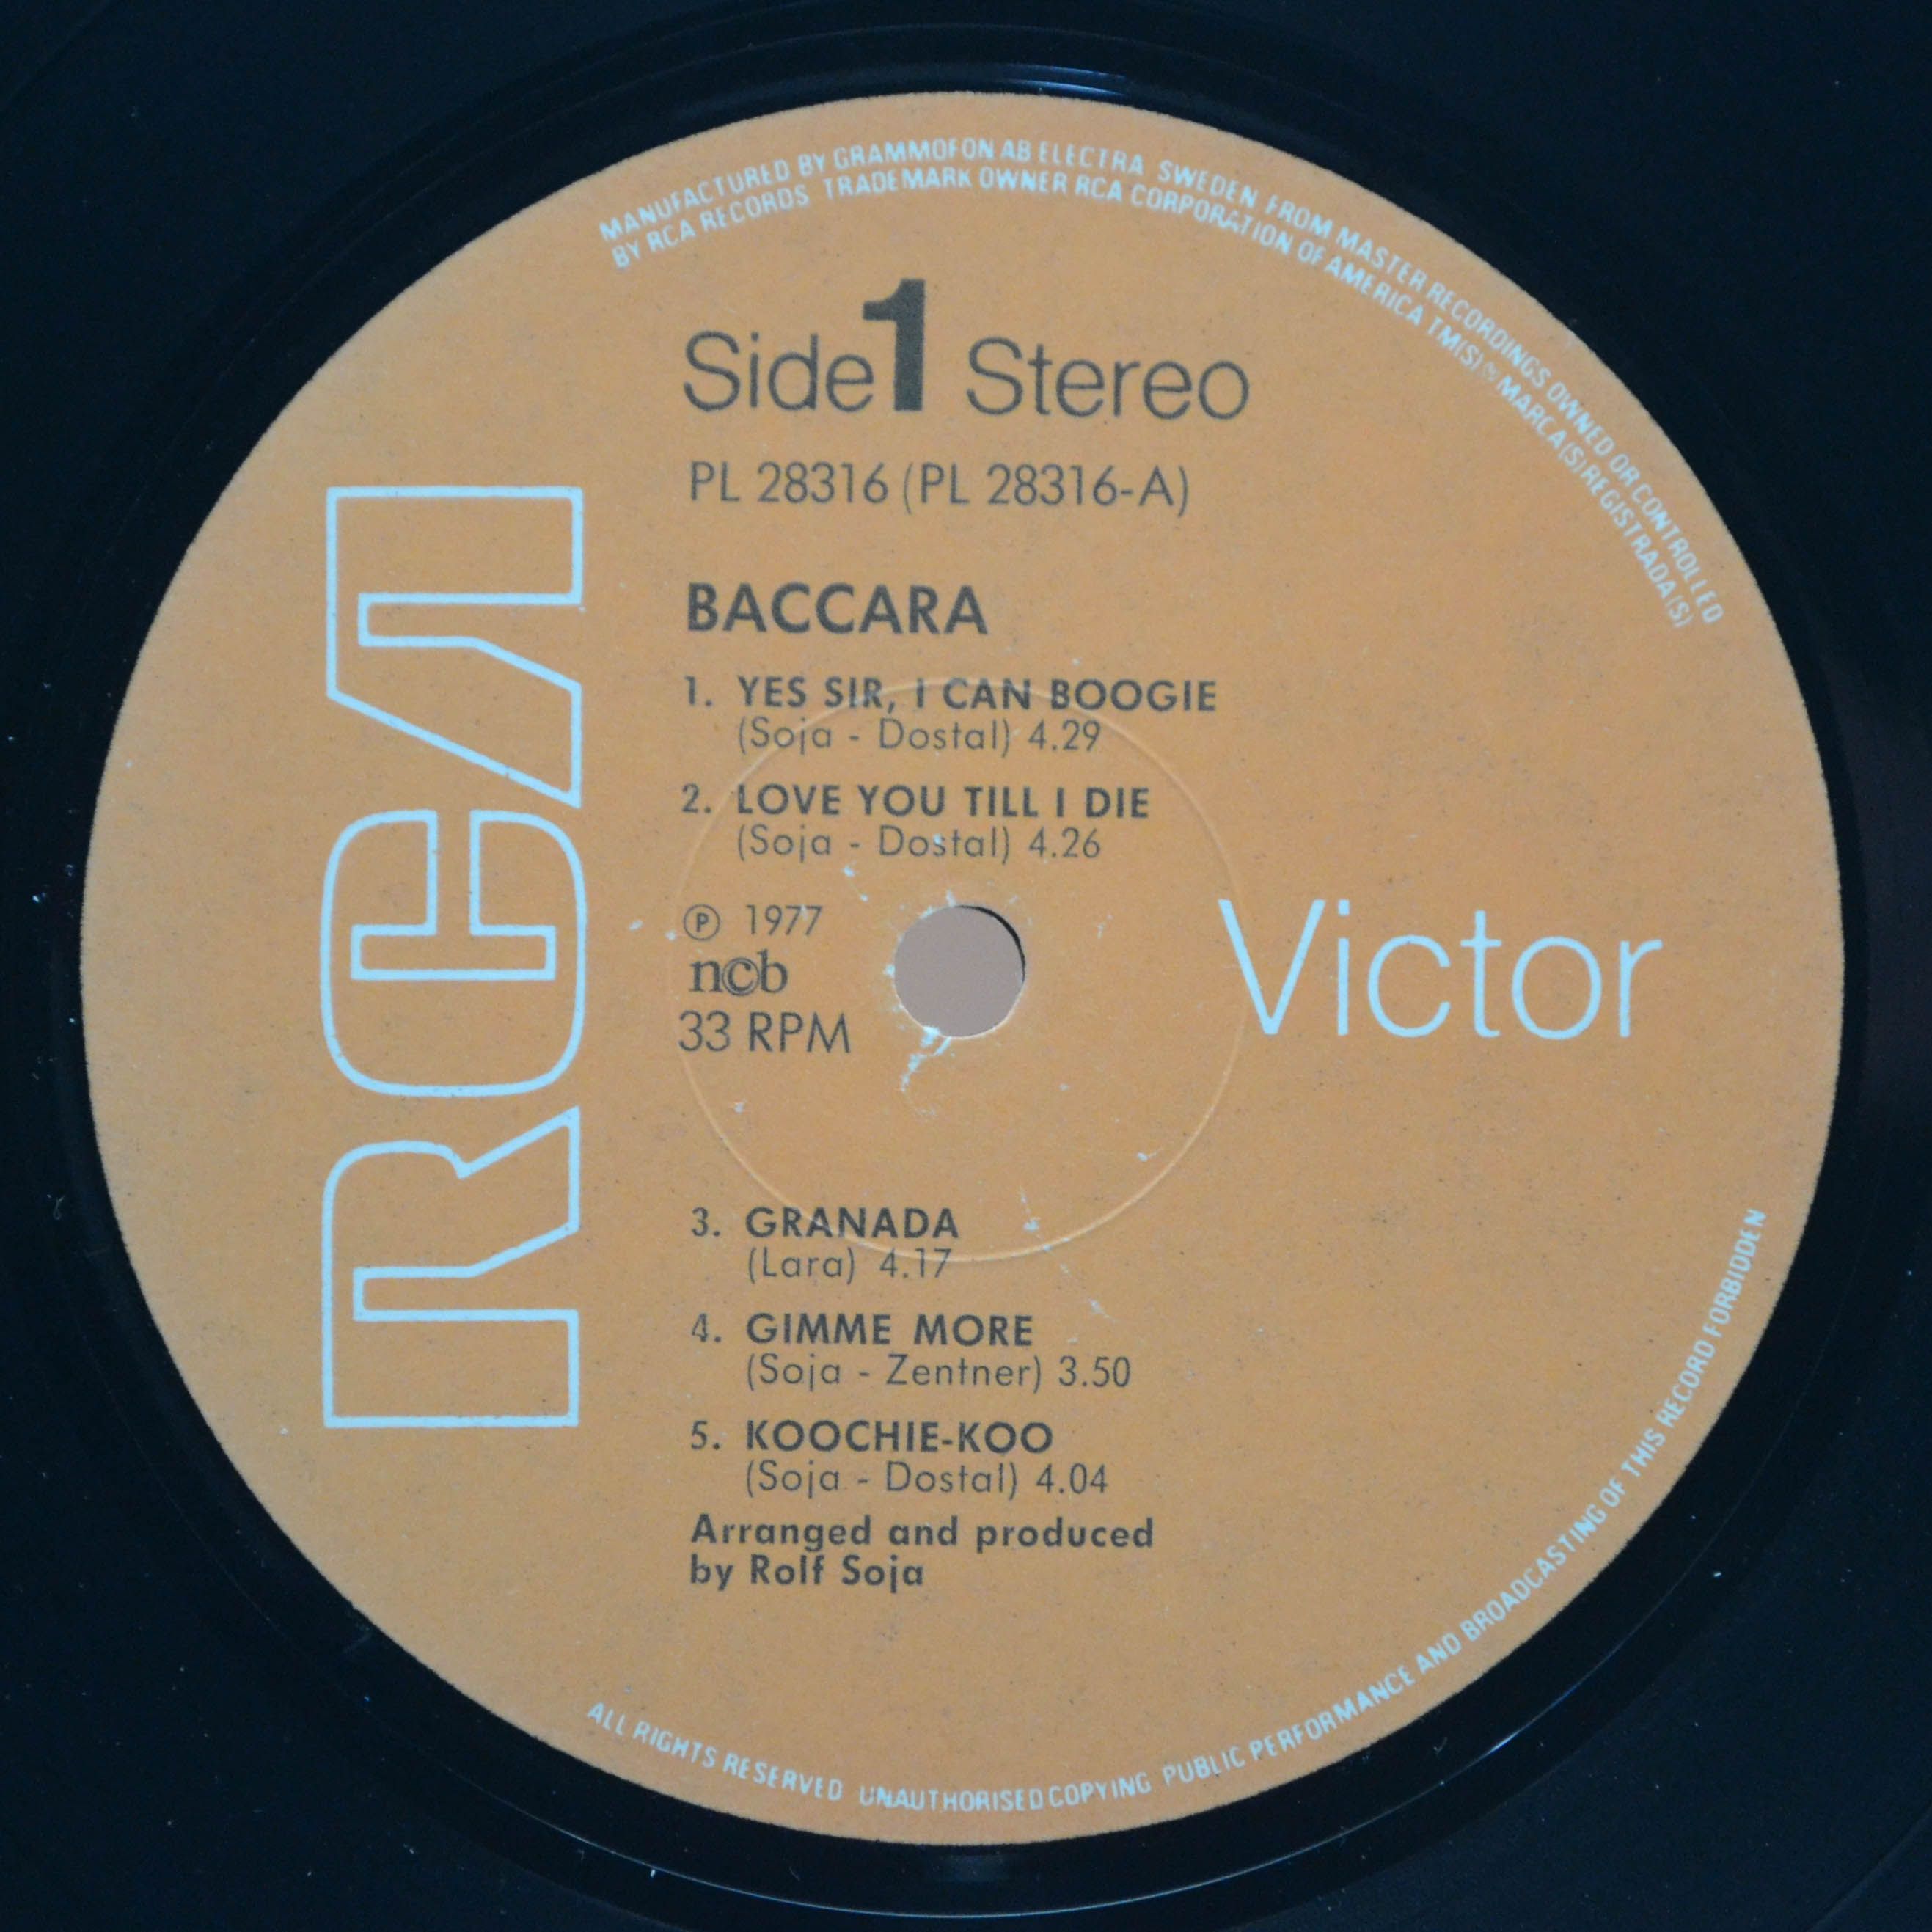 MANUFACTURED BY GRAMMOFON AB ELECTRA SWEDEN FROM MASTER RECORDINGS OWNED OR CONTROLLED
BY RCA RECORDS TRADEMARK OWNER RCA CORPORATION OF AMERICA TM(S) ® MARCA(S) REGISTRADA(S)
Side 1 Stereo
PL 28316 (PL 28316-A)
RCA
BACCARA
1. YES SIR, I CAN BOOGIE
(Soja - Dostal) 4.29
2. LOVE YOU TILL I DIE
(Soja - Dostal) 4.26
℗ 1977
ncb
33 RPM
Victor
3. GRANADA
(Lara) 4.17
4. GIMME MORE
(Soja - Zentner) 3.50
5. KOOCHIE-KOO
(Soja - Dostal) 4.04
Arranged and produced
by Rolf Soja
ALL RIGHTS RESERVED UNAUTHORISED COPYING PUBLIC PERFORMANCE AND BROADCASTING OF THIS RECORD FORBIDDEN